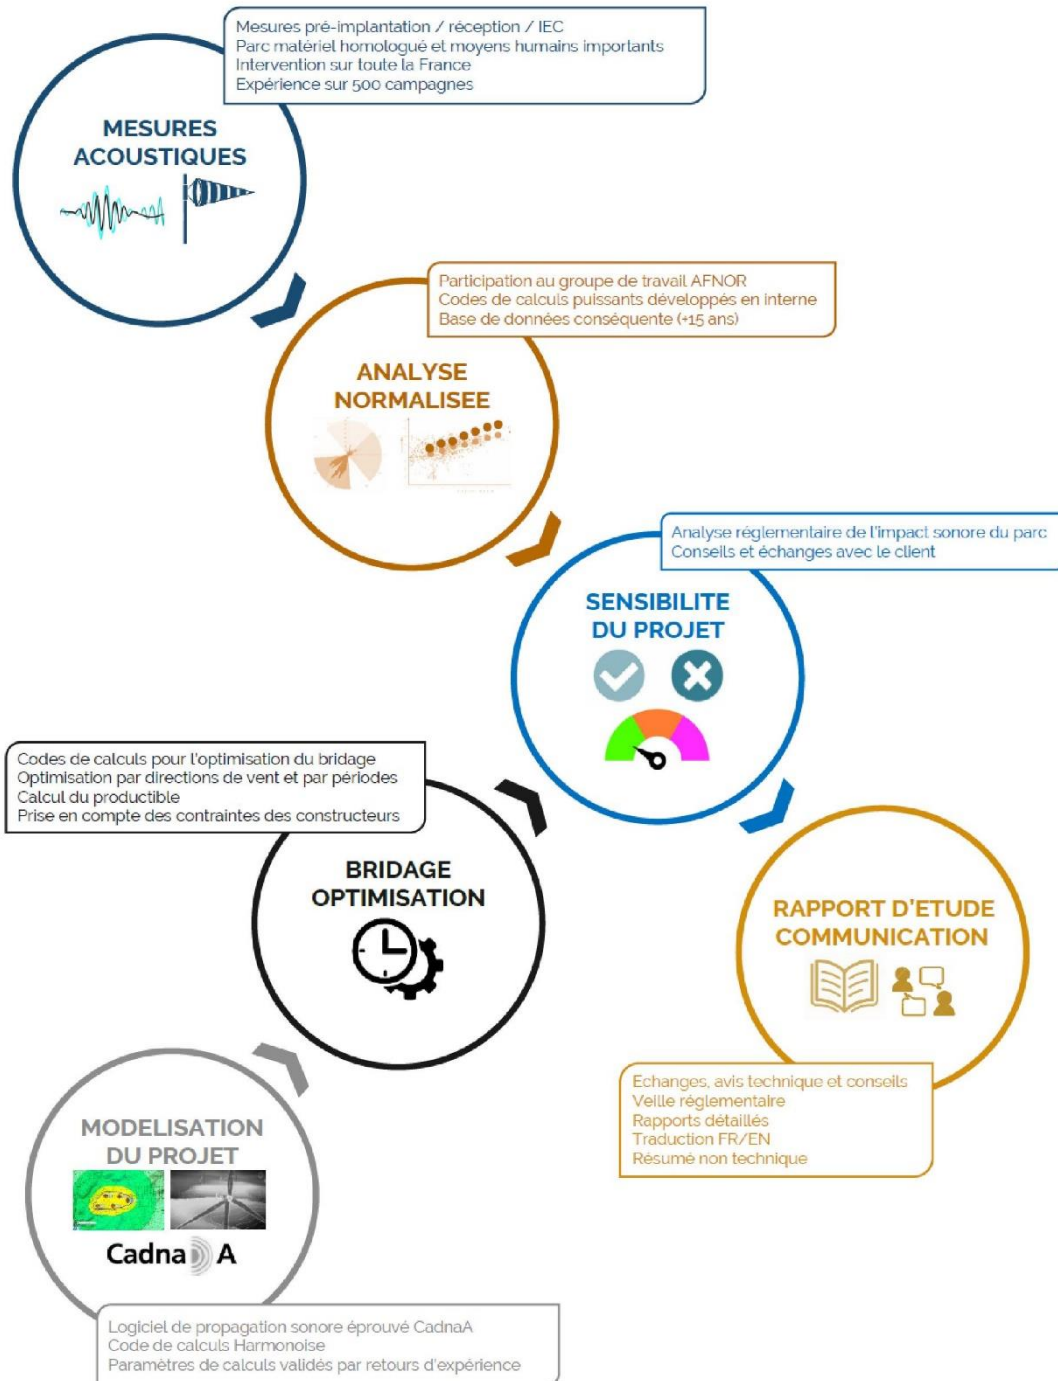 Mesures pré-implantation / réception / IEC
Parc matériel homologué et moyens humains importants
Intervention sur toute la France
Expérience sur 500 campagnes
MESURES
ACOUSTIQUES
Participation au groupe de travail AFNOR
Codes de calculs puissants développés en interne
Base de données conséquente (+15 ans)
ANALYSE
NORMALISEE
Analyse réglementaire de l'impact sonore du parc
Conseils et échanges avec le client
SENSIBILITE
DU PROJET
Codes de calculs pour l'optimisation du bridage
Optimisation par directions de vent et par périodes
Calcul du productible
Prise en compte des contraintes des constructeurs
BRIDAGE
OPTIMISATION
RAPPORT D'ETUDE
COMMUNICATION
Echanges, avis technique et conseils
Veille réglementaire
Rapports détaillés
Traduction FR/EN
Résumé non technique
MODELISATION
DU PROJET
CadnaA
Logiciel de propagation sonore éprouvé CadnaA
Code de calculs Harmonoise
Paramètres de calculs validés par retours d'expérience